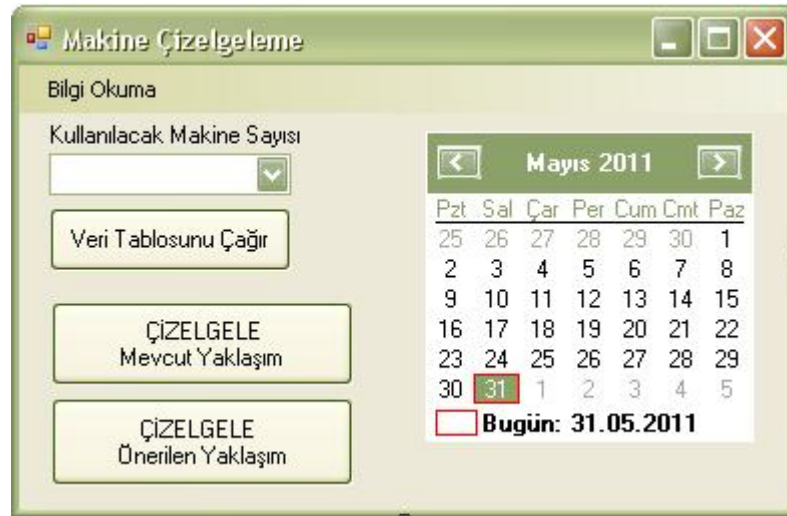 Makine Çizelgeleme
Bilgi Okuma
Kullanılacak Makine Sayısı
Veri Tablosunu Çağır
ÇİZELGELE
Mevcut Yaklaşım
ÇİZELGELE
Önerilen Yaklaşım
Mayıs 2011
Pzt Sal Çar Per Cum Cmt Paz
25 26 27 28 29 30 1
2 3 4 5 6 7 8
9 10 11 12 13 14 15
16 17 18 19 20 21 22
23 24 25 26 27 28 29
30 31 1 2 3 4 5
Bugün: 31.05.2011